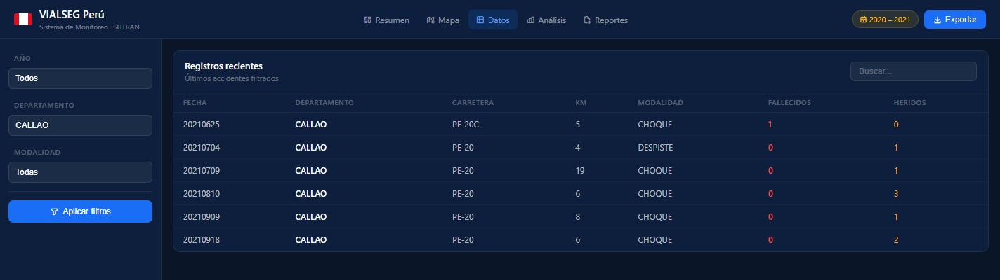 VIALSEG Perú
Sistema de Monitoreo · SUTRAN
Resumen Mapa Datos Análisis Reportes
2020 – 2021 Exportar
AÑO
Todos
DEPARTAMENTO
CALLAO
MODALIDAD
Todas
Aplicar filtros
Registros recientes
Últimos accidentes filtrados
Buscar...
FECHA DEPARTAMENTO CARRETERA KM MODALIDAD FALLECIDOS HERIDOS
20210625 CALLAO PE-20C 5 CHOQUE 1 0
20210704 CALLAO PE-20 4 DESPISTE 0 1
20210709 CALLAO PE-20 19 CHOQUE 0 1
20210810 CALLAO PE-20 6 CHOQUE 0 3
20210909 CALLAO PE-20 8 CHOQUE 0 1
20210918 CALLAO PE-20 6 CHOQUE 0 2